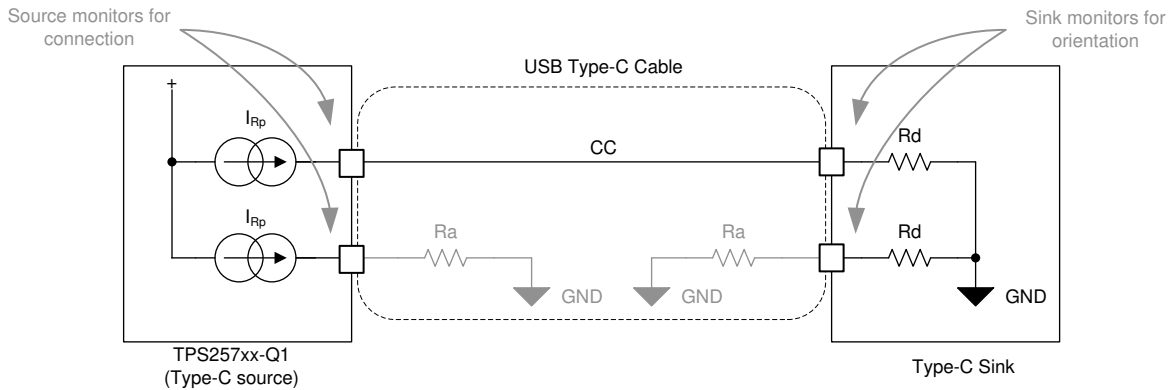 Source monitors for
connection
Sink monitors for
orientation
USB Type-C Cable
+
IRp
CC
Rd
IRp
Ra
Ra
Rd
GND
GND
GND
TPS257xx-Q1
(Type-C source)
Type-C Sink